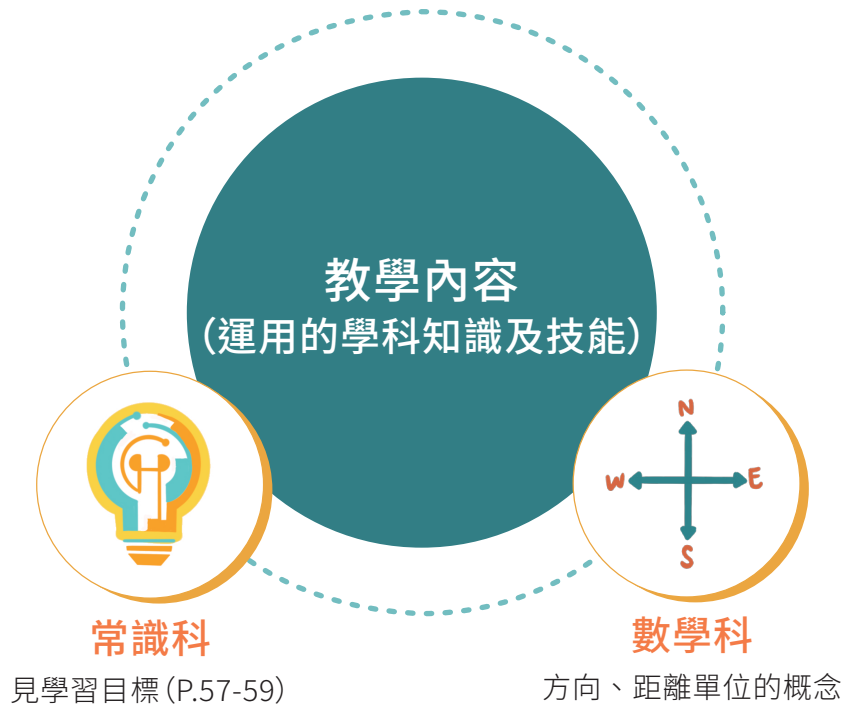 教學內容
（運用的學科知識及技能）
N
W
E
S
常識科
見學習目標（P.57-59）
數學科
方向、距離單位的概念